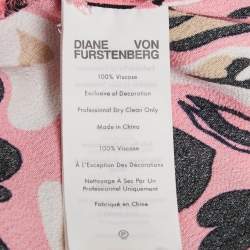 DIANE VON
FURSTENBERG
100% Viscose
Exclusive of Decoration
Professional Dry Clean Only
Made in China
100% Viscose
À L'Exception Des Décorations
Nettoyage A Sec Par Un
Professionnel Uniquement
Fabriqué en Chine